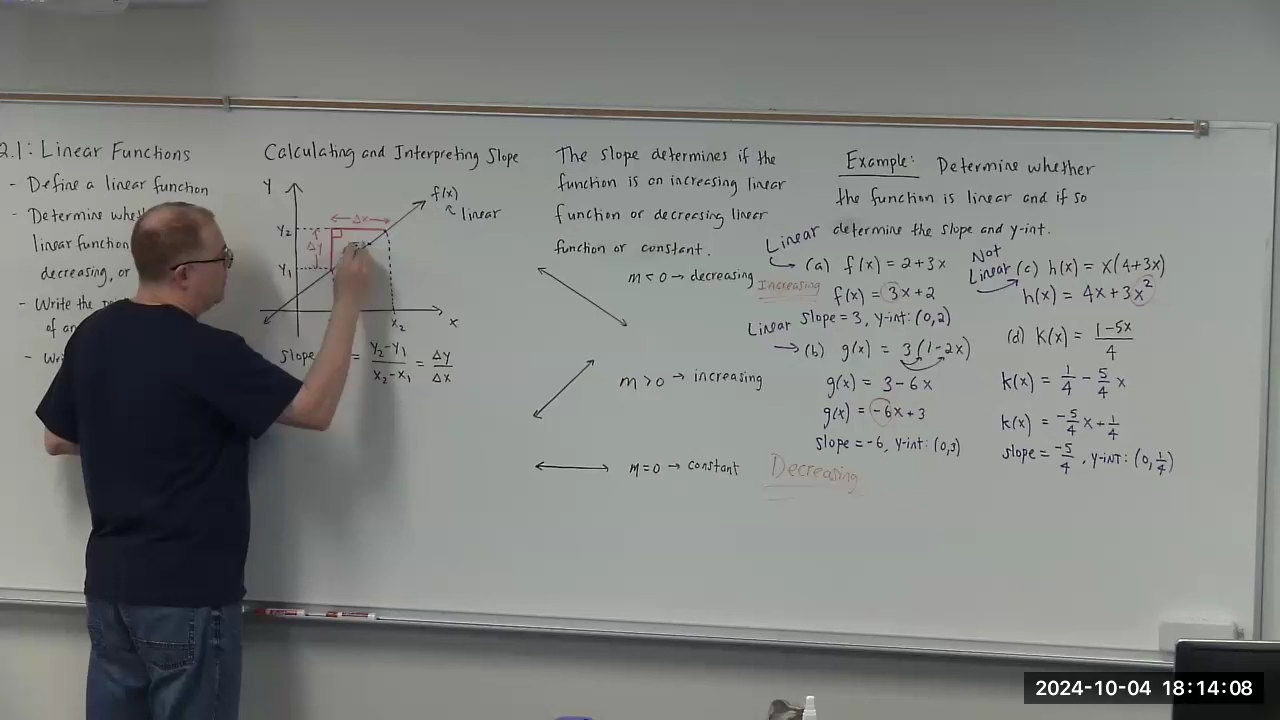 2.1: Linear Functions
- Define a linear function
- Determine
linear function
decreasing, or
- Write the
of an
-
Calculating and Interpreting Slope
Y
f(x)
linear
Δx
Y₂
Δy
Y₁
x₂
x
slope = Y₂-Y₁ / X₂-X₁ = Δy / Δx
The slope determines if the
function is an increasing linear
function or decreasing linear
function or constant.
m < 0 → decreasing
m > 0 → increasing
m = 0 → constant
Example: Determine whether
the function is linear and if so
determine the slope and y-int.
Linear
(a) f(x) = 2+3x
Increasing
f(x) = 3x+2
slope = 3, y-int: (0,2)
Linear
(b) g(x) = 3(1-2x)
g(x) = 3-6x
g(x) = -6x+3
slope = -6, y-int: (0,3)
Decreasing
Not
Linear
(c) h(x) = x(4+3x)
h(x) = 4x+3x²
(d) k(x) = 1-5x / 4
k(x) = 1/4 - 5/4 x
k(x) = -5/4 x + 1/4
slope = -5/4, y-int: (0, 1/4)
2024-10-04 18:14:08